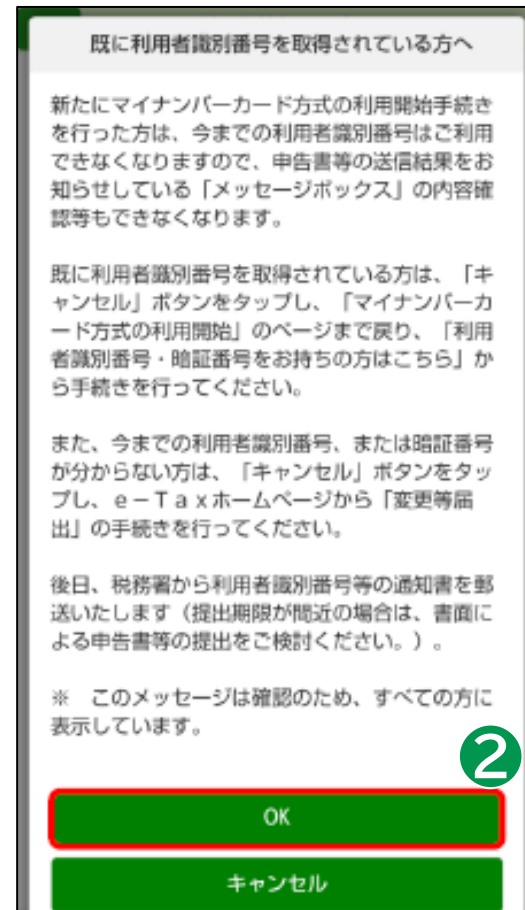 既に利用者識別番号を取得されている方へ
新たにマイナンバーカード方式の利用開始手続き
を行った方は、今までの利用者識別番号はご利用
できなくなりますので、申告書等の送信結果をお
知らせしている「メッセージボックス」の内容確
認等もできなくなります。
既に利用者識別番号を取得されている方は、「キ
ャンセル」ボタンをタップし、「マイナンバーカ
ード方式の利用開始」のページまで戻り、「利用
者識別番号・暗証番号をお持ちの方はこちら」か
ら手続きを行ってください。
また、今までの利用者識別番号、または暗証番号
が分からない方は、「キャンセル」ボタンをタッ
プし、ｅ－Ｔａｘホームページから「変更等届
出」の手続きを行ってください。
後日、税務署から利用者識別番号等の通知書を郵
送いたします（提出期限が間近の場合は、書面に
よる申告書等の提出をご検討ください。）。
※　このメッセージは確認のため、すべての方に
表示しています。
2
OK
キャンセル